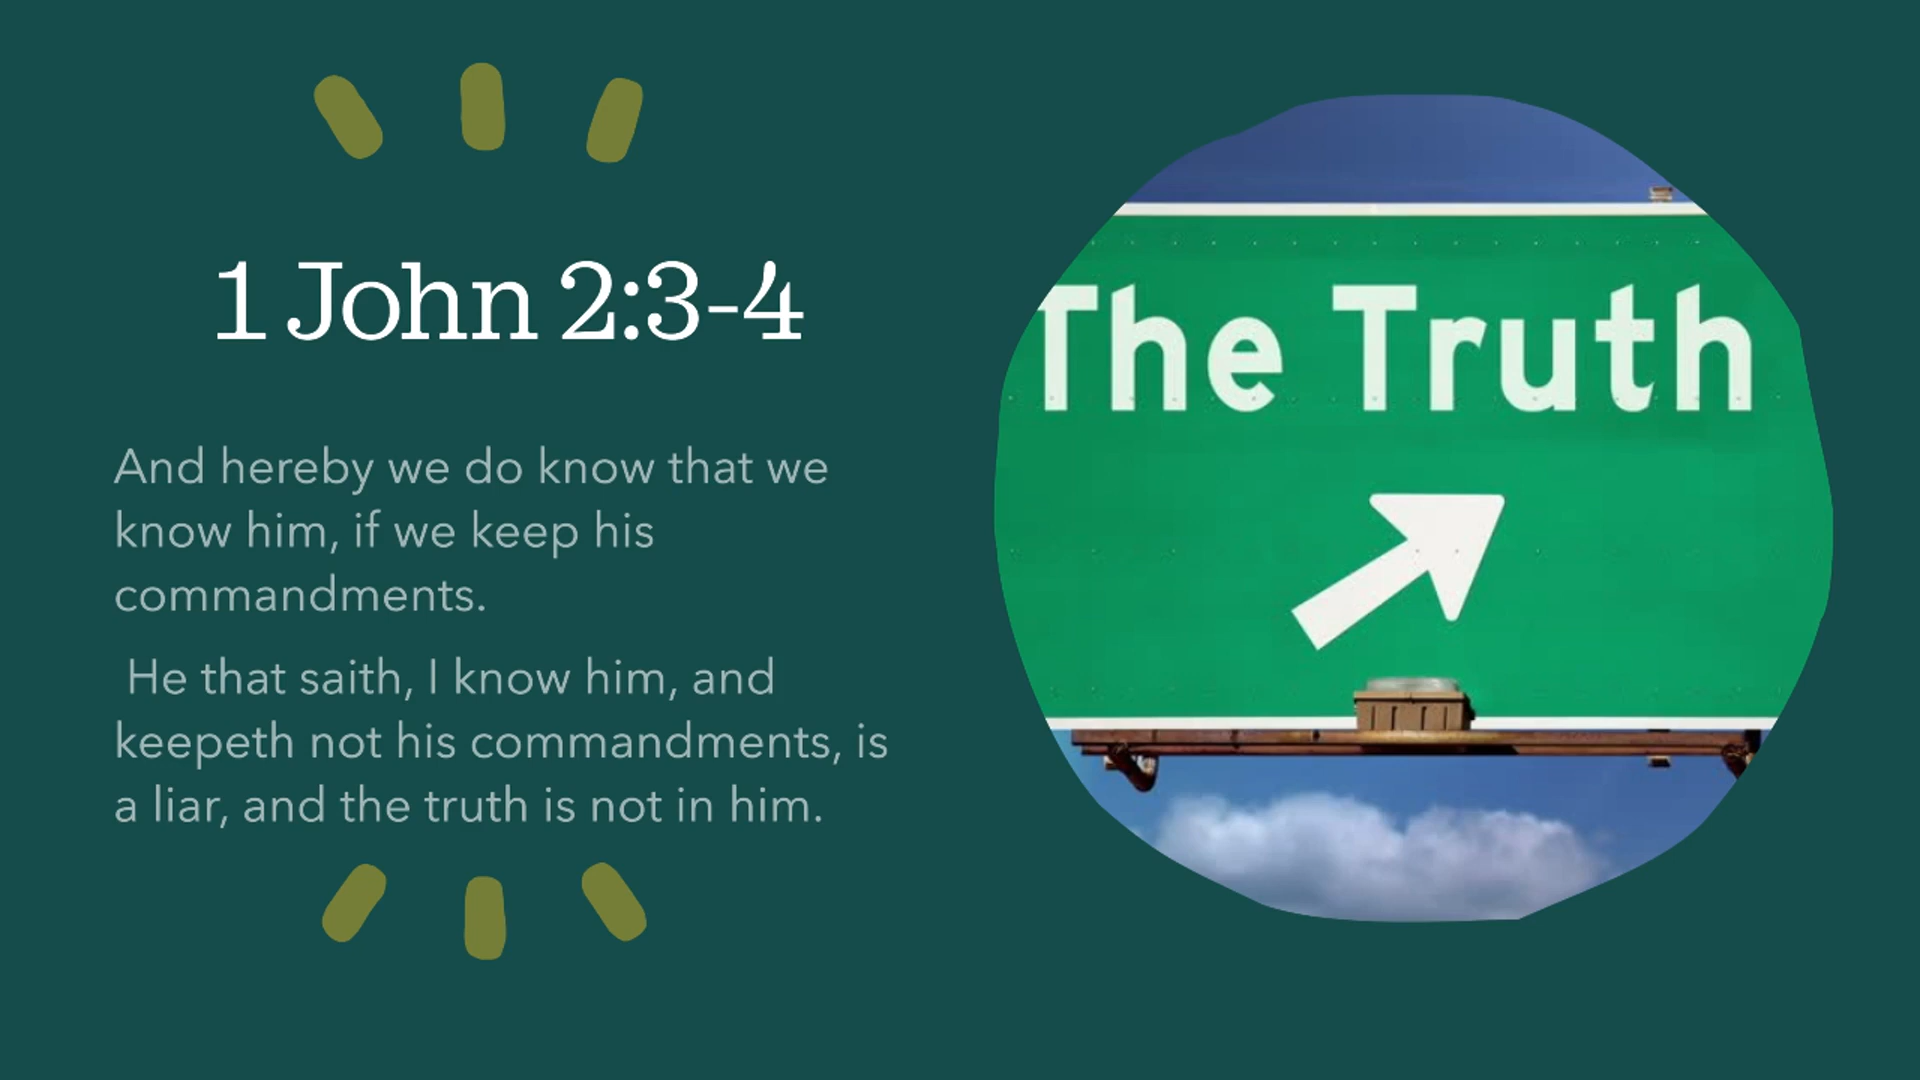 1 John 2:3-4
And hereby we do know that we
know him, if we keep his
commandments.
He that saith, I know him, and
keepeth not his commandments, is
a liar, and the truth is not in him.
The Truth